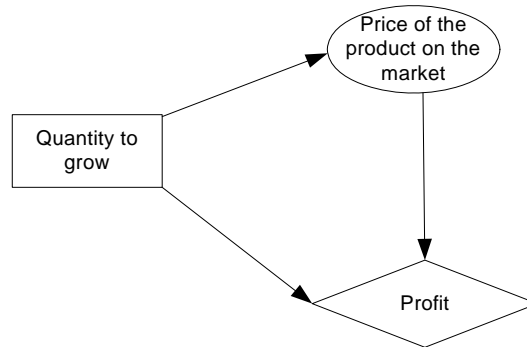 Price of the
product on the
market
Quantity to
grow
Profit